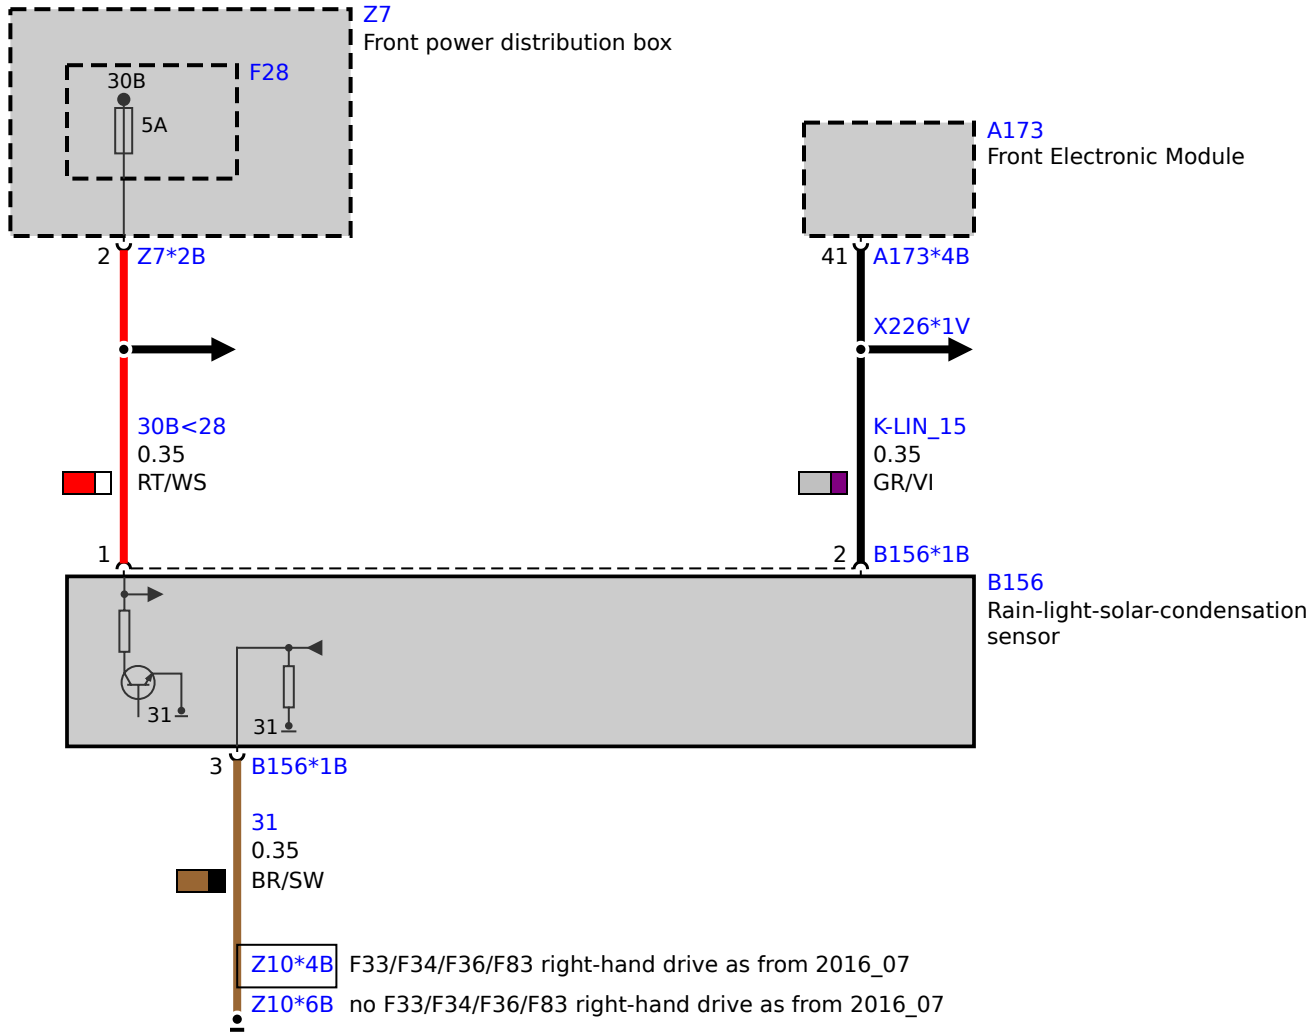 Z7
Front power distribution box
F28
30B
5A
A173
Front Electronic Module
2 Z7*2B
41 A173*4B
X226*1V
30B<28
0.35
RT/WS
K-LIN_15
0.35
GR/VI
1
2 B156*1B
B156
Rain-light-solar-condensation
sensor
31
31
3 B156*1B
31
0.35
BR/SW
Z10*4B F33/F34/F36/F83 right-hand drive as from 2016_07
Z10*6B no F33/F34/F36/F83 right-hand drive as from 2016_07